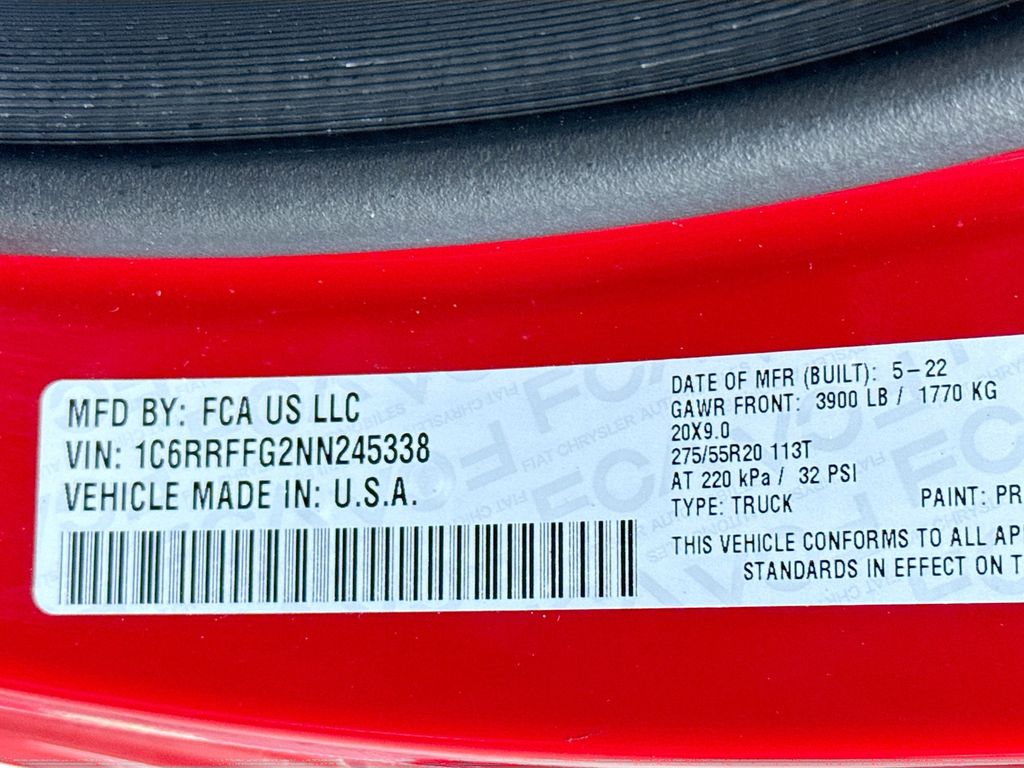 MFD BY: FCA US LLC
VIN: 1C6RRFFG2NN245338
VEHICLE MADE IN: U.S.A.
DATE OF MFR (BUILT): 5-22
GAWR FRONT: 3900 LB / 1770 KG
20X9.0
275/55R20 113T
AT 220 kPa / 32 PSI
TYPE: TRUCK PAINT: PR
THIS VEHICLE CONFORMS TO ALL AP
STANDARDS IN EFFECT ON T